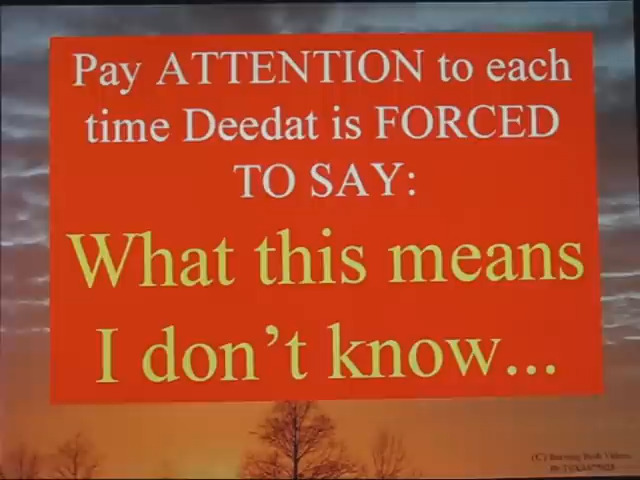 Pay ATTENTION to each
time Deedat is FORCED
TO SAY:
What this means
I don't know...